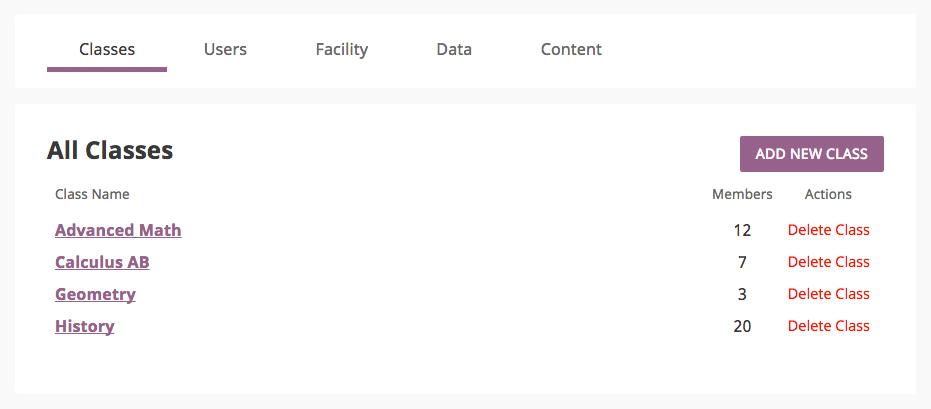 Classes Users Facility Data Content
All Classes ADD NEW CLASS
Class Name Members Actions
Advanced Math 12 Delete Class
Calculus AB 7 Delete Class
Geometry 3 Delete Class
History 20 Delete Class